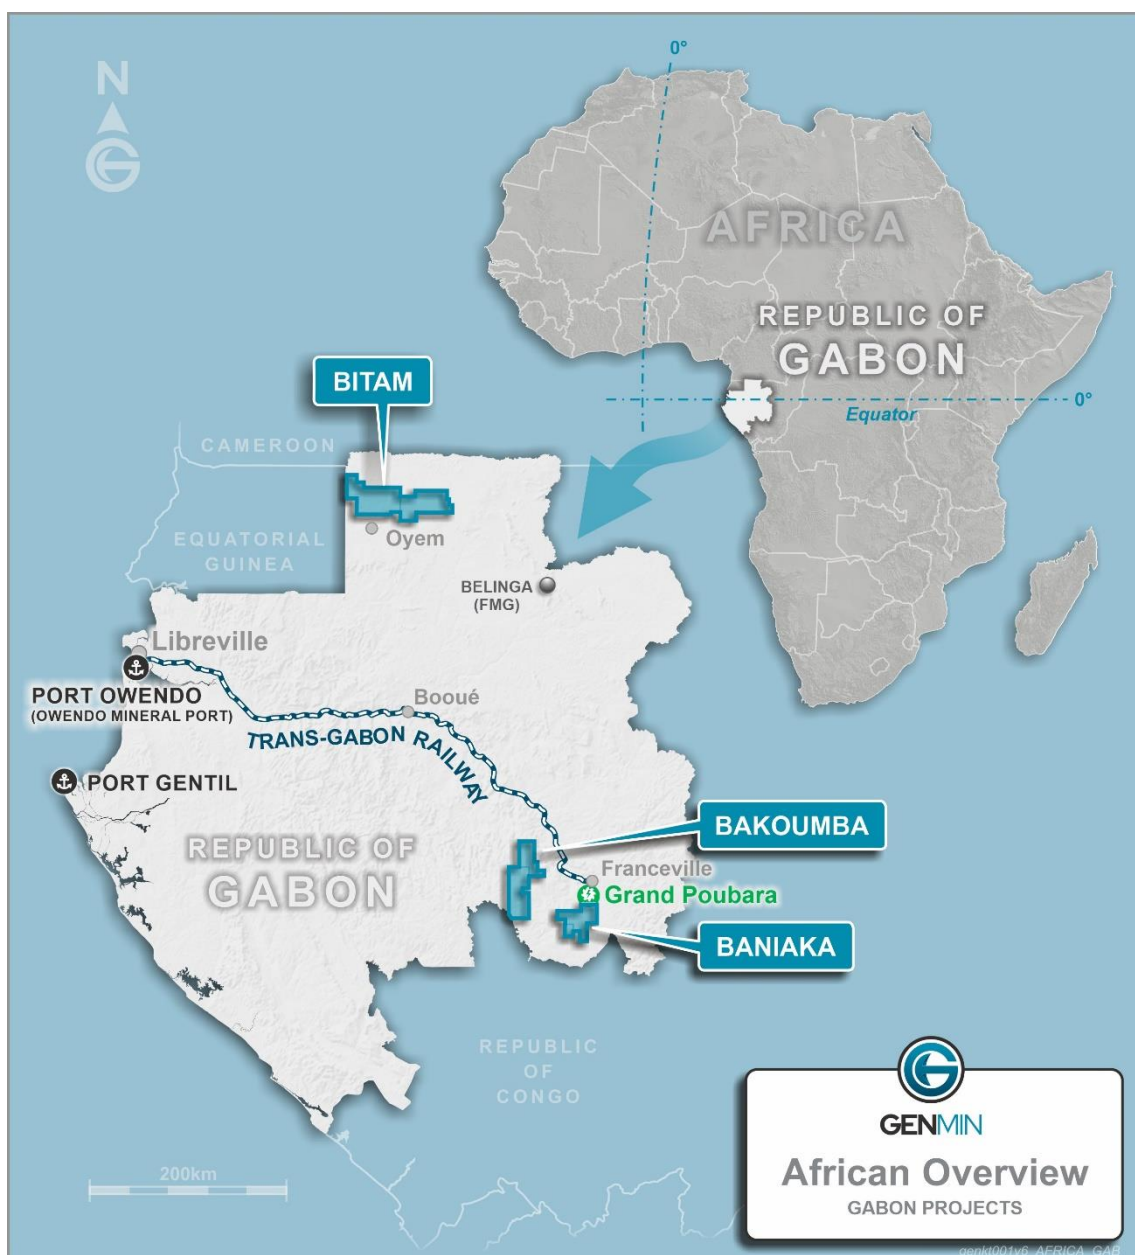 N
0°
AFRICA
REPUBLIC OF
GABON
0°
Equator
BITAM
CAMEROON
EQUATORIAL
GUINEA
Oyem
BELINGA
(FMG)
Libreville
PORT OWENDO
(OWENDO MINERAL PORT)
Booué
TRANS-GABON RAILWAY
PORT GENTIL
BAKOUMBA
REPUBLIC OF
GABON
Franceville
Grand Poubara
BANIAKA
REPUBLIC
OF
CONGO
200km
GENMIN
African Overview
GABON PROJECTS
genkt001v6_AFRICA_GAB